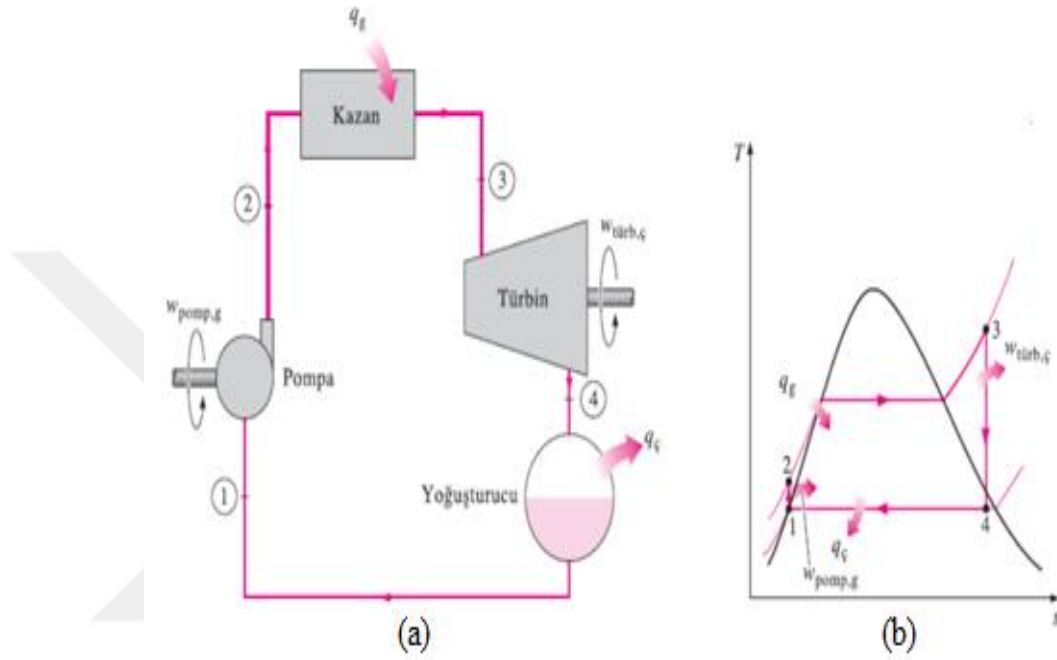 q_g
Kazan
2
3
w_türb,ç
Türbin
w_pomp,g
Pompa
4
q_ç
Yoğuşturucu
1
(a)
T
3
w_türb,ç
q_g
2
1
4
q_ç
w_pomp,g
s
(b)